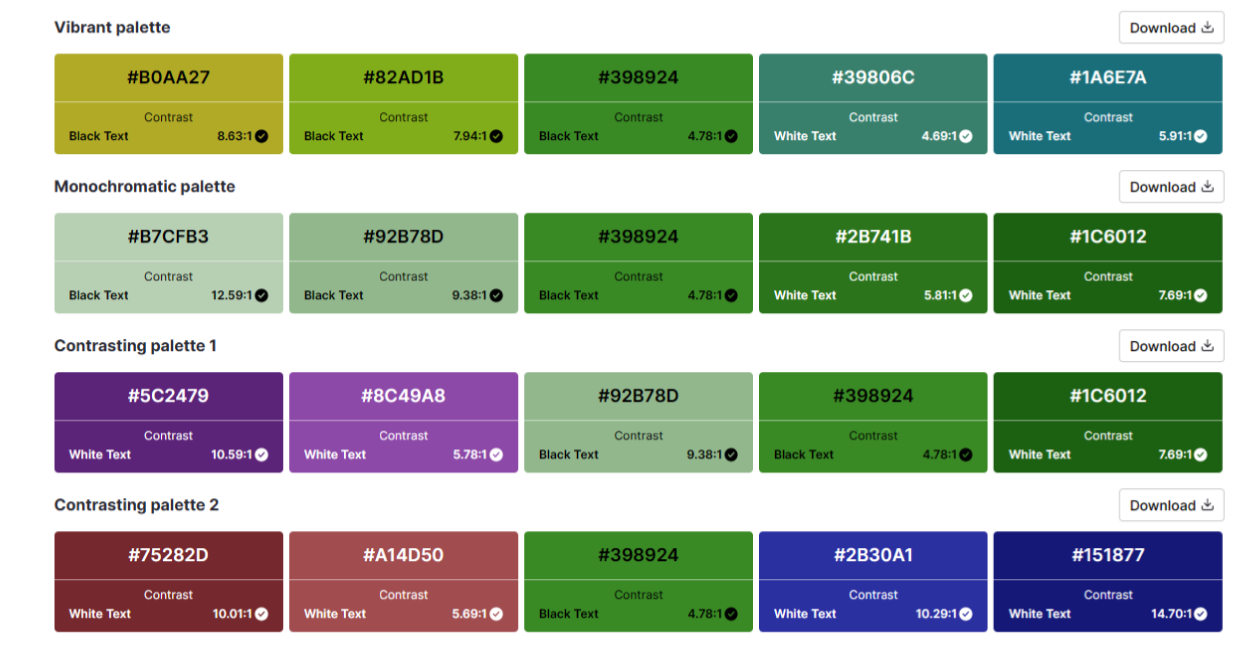 Vibrant palette
Download
#B0AA27 #82AD1B #398924 #39806C #1A6E7A
Contrast Contrast Contrast Contrast Contrast
Black Text 8.63:1 Black Text 7.94:1 Black Text 4.78:1 White Text 4.69:1 White Text 5.91:1
Monochromatic palette
Download
#B7CFB3 #92B78D #398924 #2B741B #1C6012
Contrast Contrast Contrast Contrast Contrast
Black Text 12.59:1 Black Text 9.38:1 Black Text 4.78:1 White Text 5.81:1 White Text 7.69:1
Contrasting palette 1
Download
#5C2479 #8C49A8 #92B78D #398924 #1C6012
Contrast Contrast Contrast Contrast Contrast
White Text 10.59:1 White Text 5.78:1 Black Text 9.38:1 Black Text 4.78:1 White Text 7.69:1
Contrasting palette 2
Download
#75282D #A14D50 #398924 #2B30A1 #151877
Contrast Contrast Contrast Contrast Contrast
White Text 10.01:1 White Text 5.69:1 Black Text 4.78:1 White Text 10.29:1 White Text 14.70:1